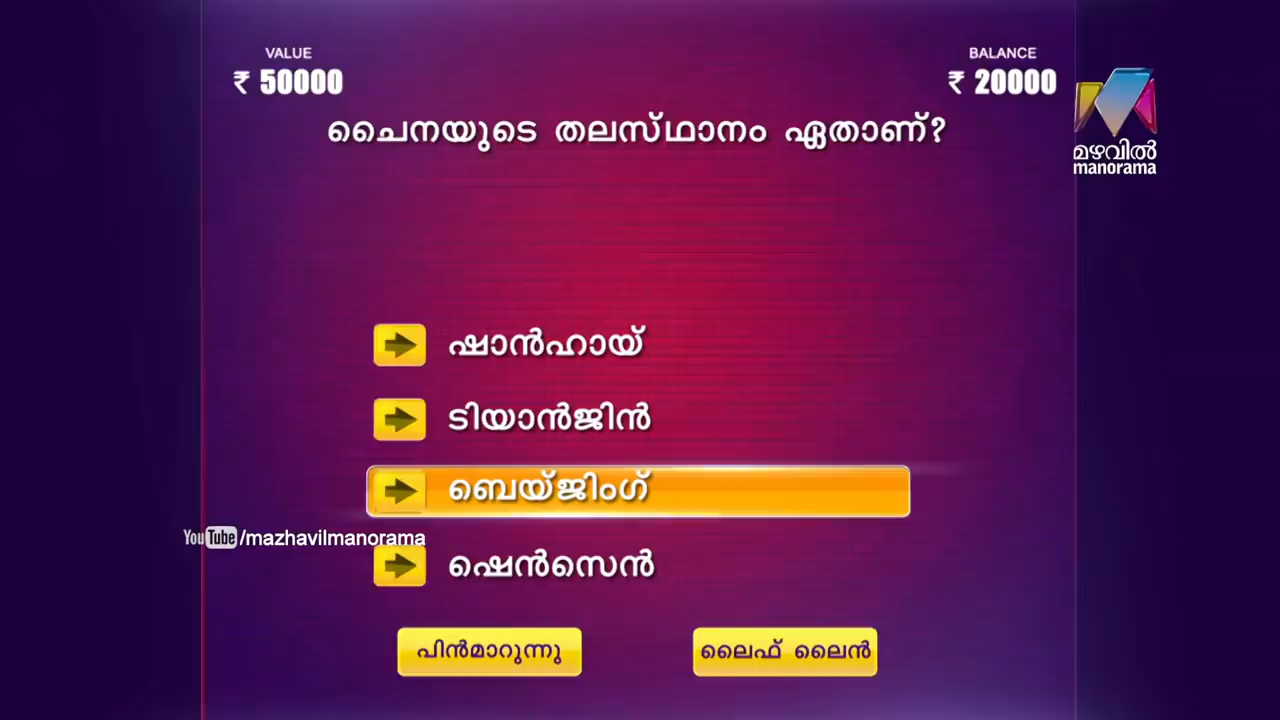 VALUE
₹ 50000
BALANCE
₹ 20000
ചൈനയുടെ തലസ്ഥാനം ഏതാണ്?
മഴവിൽ
manorama
ഷാൻഹായ്
ടിയാൻജിൻ
ബെയ്ജിംഗ്
YouTube/mazhavilmanorama
ഷെൻസെൻ
പിൻമാറുന്നു
ലൈഫ് ലൈൻ